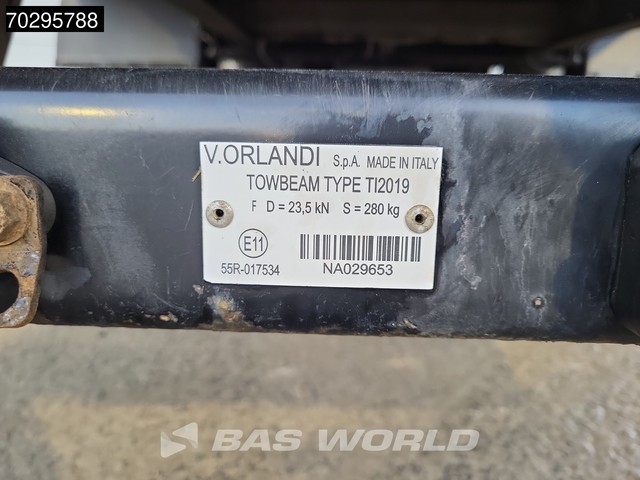 70295788
V.ORLANDI S.p.A. MADE IN ITALY
TOWBEAM TYPE TI2019
F D = 23,5 kN S = 280 kg
E11
55R-017534 NA029653
BAS WORLD